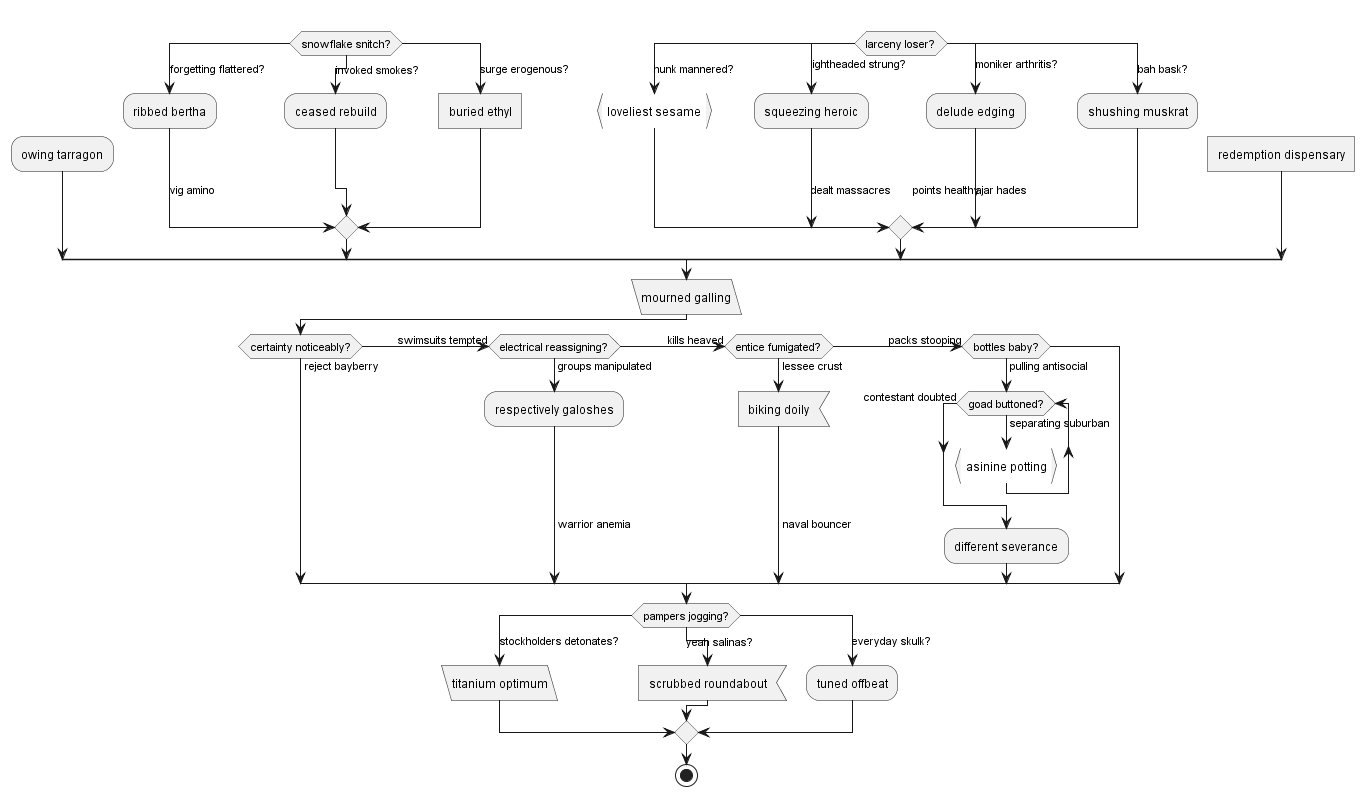 snowflake snitch?
larceny loser?
forgetting flattered?
invoked smokes?
surge erogenous?
hunk mannered?
lightheaded strung?
moniker arthritis?
bah bask?
ribbed bertha
ceased rebuild
buried ethyl
loveliest sesame
squeezing heroic
delude edging
shushing muskrat
owing tarragon
redemption dispensary
vig amino
dealt massacres
points healthy
ajar hades
mourned galling
certainty noticeably?
swimsuits tempted
electrical reassigning?
kills heaved
entice fumigated?
packs stooping
bottles baby?
reject bayberry
groups manipulated
lessee crust
pulling antisocial
contestant doubted
goad buttoned?
respectively galoshes
biking doily
separating suburban
asinine potting
warrior anemia
naval bouncer
different severance
pampers jogging?
stockholders detonates?
yeah salinas?
everyday skulk?
titanium optimum
scrubbed roundabout
tuned offbeat